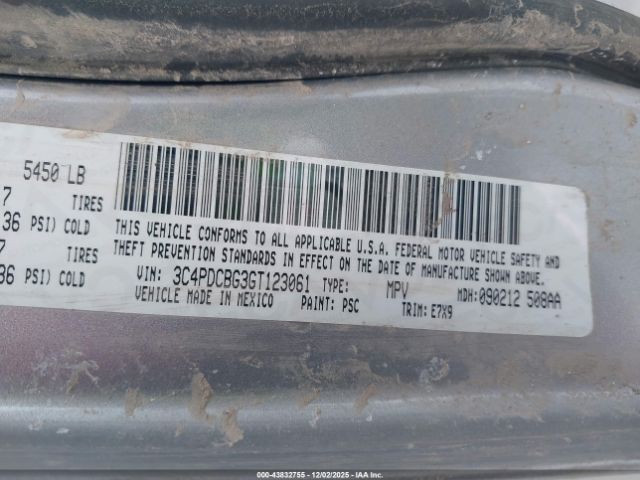 5450 LB
7 TIRES
36 PSI) COLD
7 TIRES
36 PSI) COLD
THIS VEHICLE CONFORMS TO ALL APPLICABLE U.S.A. FEDERAL MOTOR VEHICLE SAFETY AND
THEFT PREVENTION STANDARDS IN EFFECT ON THE DATE OF MANUFACTURE SHOWN ABOVE.
VIN: 3C4PDCBG3GT123061 TYPE: MPV MDH: 090212 508AA
VEHICLE MADE IN MEXICO PAINT: PSC TRIM: E7X9
000-43832755 - 12/02/2025 - IAA Inc.